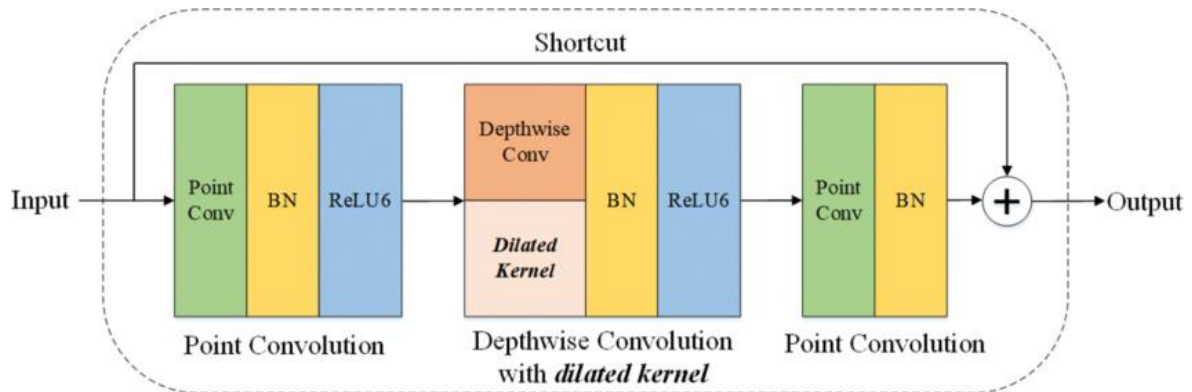 Shortcut
Input
Point
Conv
BN
ReLU6
Depthwise
Conv
Dilated
Kernel
BN
ReLU6
Point
Conv
BN
+
Output
Point Convolution
Depthwise Convolution
with dilated kernel
Point Convolution